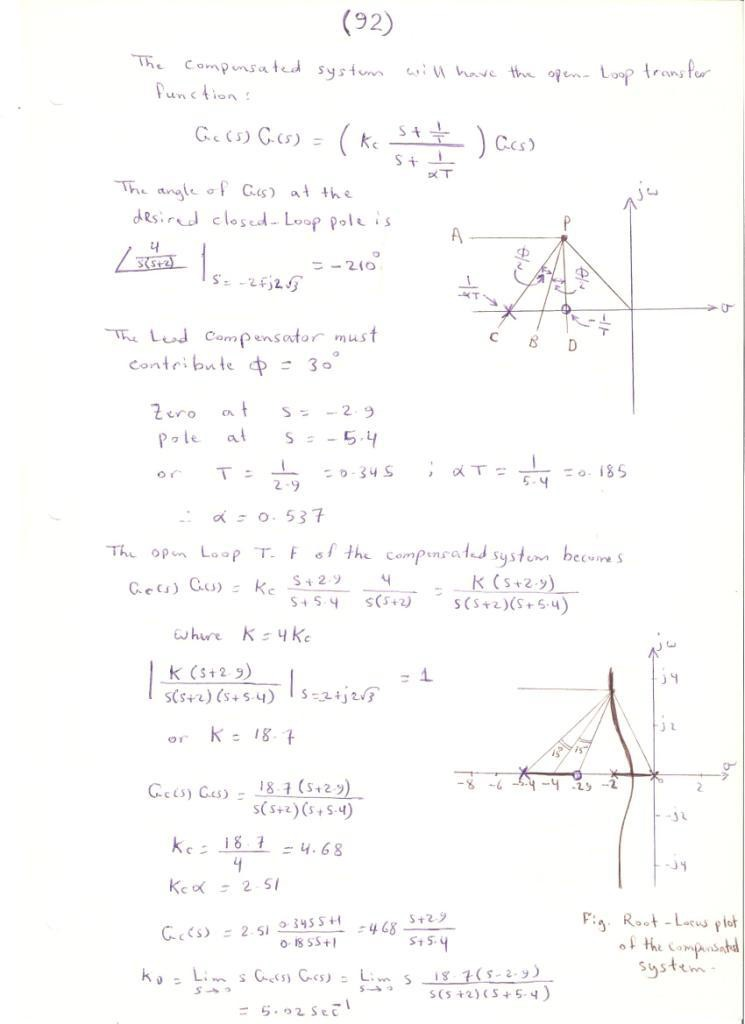 (92)
The compensated system will have the open-Loop transfer
function:
Gc(s) G(s) = ( Kc (s + 1/T) / (s + 1/αT) ) G(s)
The angle of G(s) at the
desired closed-Loop pole is
∠ 4/(s(s+2)) | s = -2+j2√3 = -210°
jω
A
P
ϕ/2
ϕ/2
1/-αT
-1/T
σ
C
B
D
The Lead Compensator must
contribute ϕ = 30°
Zero at s = -2.9
pole at s = -5.4
or T = 1/2.9 = 0.345 ; αT = 1/5.4 = 0.185
∴ α = 0.537
The open Loop T.F of the compensated system becomes
Gc(s) G(s) = Kc (s+2.9)/(s+5.4) 4/(s(s+2)) = K(s+2.9)/(s(s+2)(s+5.4))
where K = 4Kc
| K(s+2.9)/(s(s+2)(s+5.4)) | s=-2+j2√3 = 1
or K = 18.7
jω
j4
j2
15°
15°
σ
-8 -6 -5.4 -4 -2.9 -2 0 2
-j2
-j4
Gc(s) G(s) = 18.7(s+2.9)/(s(s+2)(s+5.4))
Kc = 18.7/4 = 4.68
Kcα = 2.51
Gc(s) = 2.51 (0.345s+1)/(0.185s+1) = 4.68 (s+2.9)/(s+5.4)
Fig. Root-Locus plot
of the compensated
system.
Kv = Lim s→0 s Gc(s) G(s) = Lim s→0 s 18.7(s-2.9)/(s(s+2)(s+5.4))
= 5.02 sec⁻¹